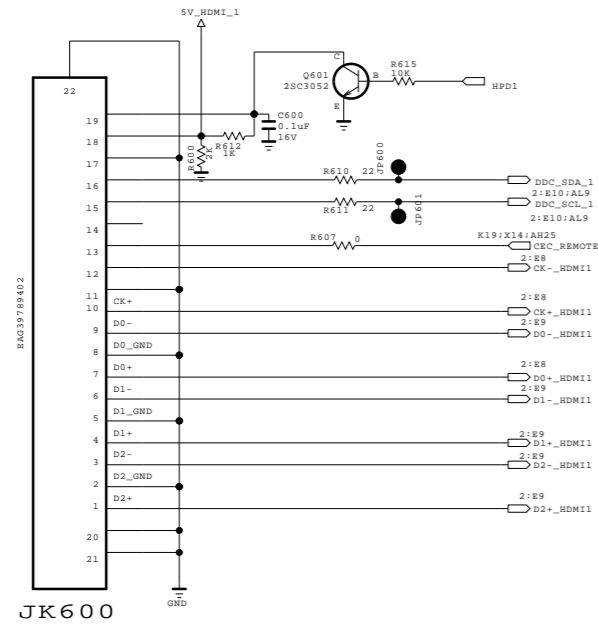 5V_HDMI_1
22
C
Q601
2SC3052
B
E
R615
10K
HPD1
19
C600
0.1uF
16V
18
R600
2K
R612
1K
17
JP600
16
R610
22
DDC_SDA_1
2:E10;AL9
15
R611
22
JP601
DDC_SCL_1
2:E10;AL9
14
R607
0
K19;X14;AH25
CEC_REMOTE
13
2:E8
CK-_HDMI1
12
EAG39789402
11
10
CK+
2:E8
CK+_HDMI1
9
D0-
2:E9
D0-_HDMI1
8
D0_GND
7
D0+
2:E8
D0+_HDMI1
6
D1-
2:E9
D1-_HDMI1
5
D1_GND
4
D1+
2:E9
D1+_HDMI1
3
D2-
2:E9
D2-_HDMI1
2
D2_GND
1
D2+
2:E9
D2+_HDMI1
20
21
GND
JK600